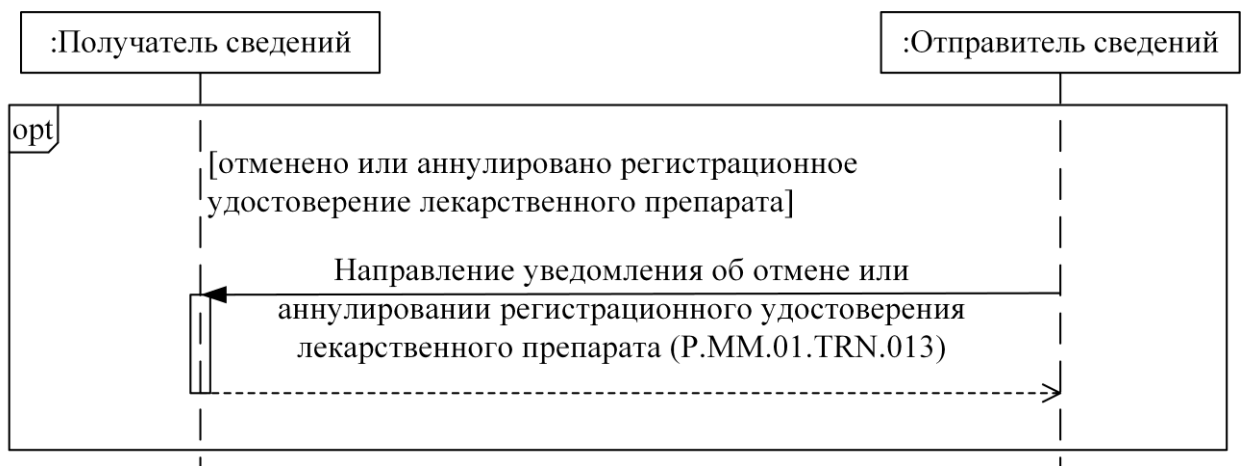 :Получатель сведений
:Отправитель сведений
opt
[отменено или аннулировано регистрационное
удостоверение лекарственного препарата]
Направление уведомления об отмене или
аннулировании регистрационного удостоверения
лекарственного препарата (P.MM.01.TRN.013)